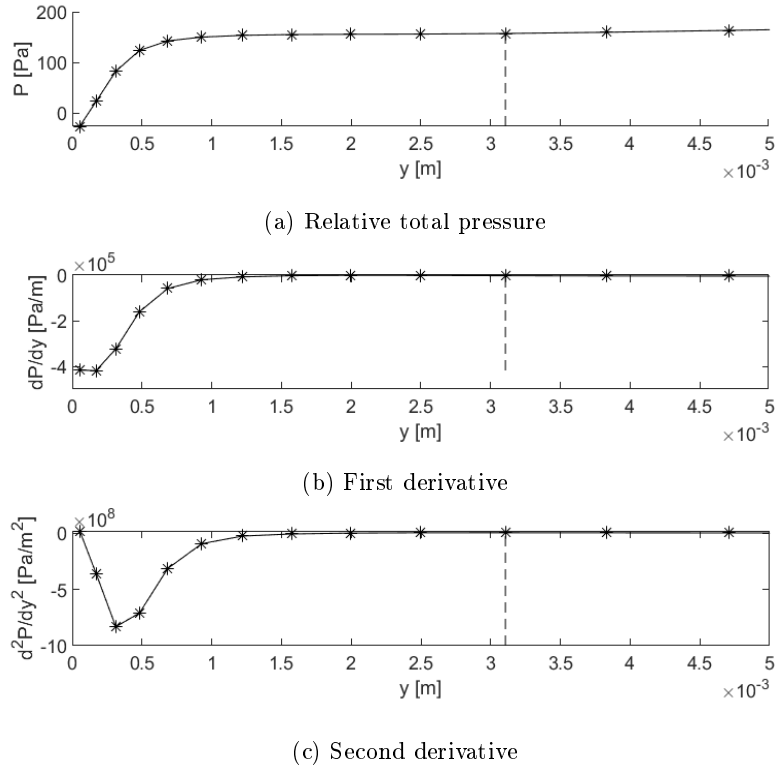 200
100
0
P [Pa]
0 0.5 1 1.5 2 2.5 3 3.5 4 4.5 5
y [m]
×10-3
(a) Relative total pressure
×10^5
0
-2
-4
dP/dy [Pa/m]
0 0.5 1 1.5 2 2.5 3 3.5 4 4.5 5
y [m]
×10-3
(b) First derivative
×10^8
0
-5
-10
d²P/dy² [Pa/m²]
0 0.5 1 1.5 2 2.5 3 3.5 4 4.5 5
y [m]
×10-3
(c) Second derivative